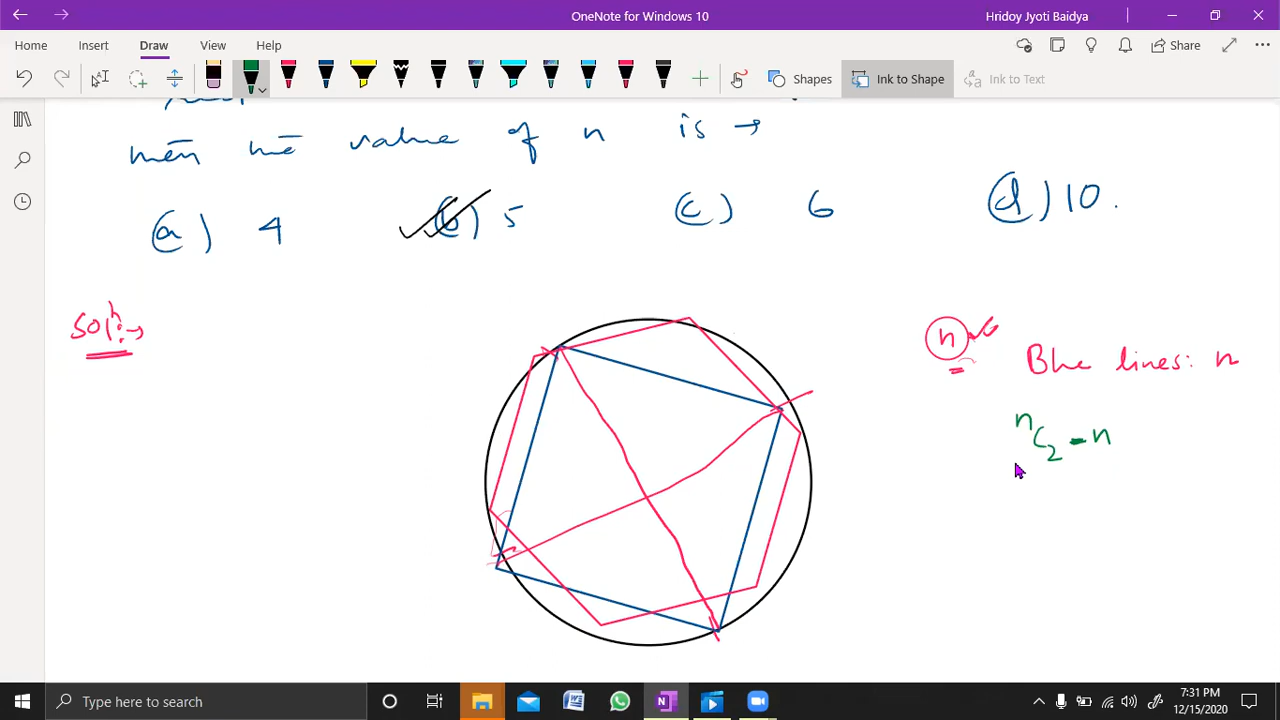 OneNote for Windows 10
Hridoy Jyoti Baidya
Home Insert Draw View Help
Share
Shapes
Ink to Shape
Ink to Text
then the value of n is →
(a) 4 (b) 5 (c) 6 (d) 10.
Solⁿ: →
n
Blue lines: n
ⁿC₂ - n
Type here to search
7:31 PM
12/15/2020